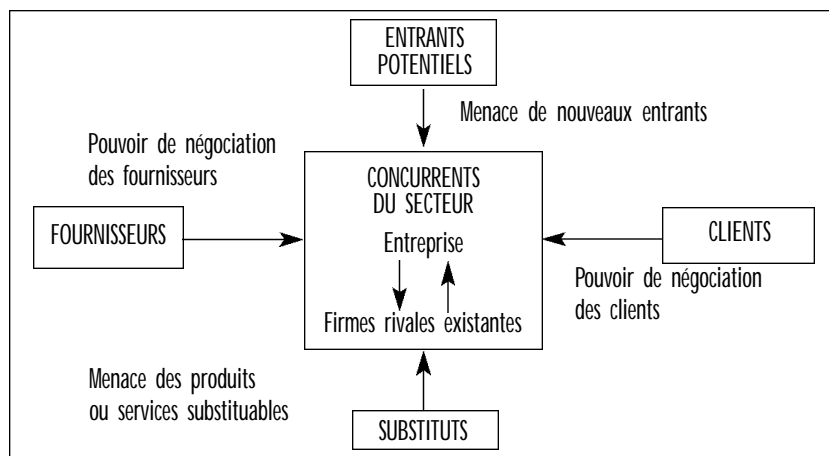 ENTRANTS
POTENTIELS
Menace de nouveaux entrants
Pouvoir de négociation
des fournisseurs
CONCURRENTS
DU SECTEUR
FOURNISSEURS
Entreprise
CLIENTS
Pouvoir de négociation
des clients
Firmes rivales existantes
Menace des produits
ou services substituables
SUBSTITUTS